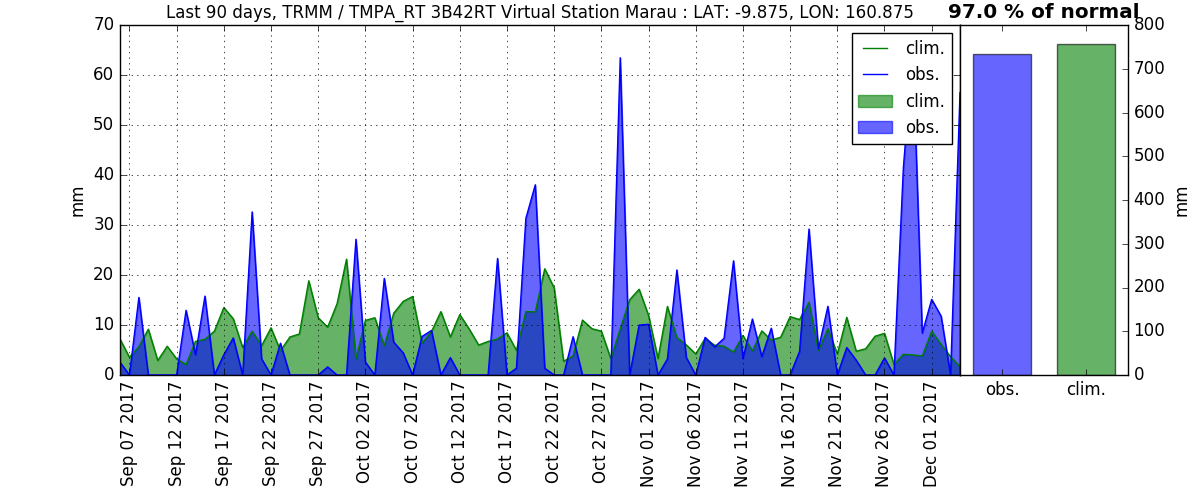 Last 90 days, TRMM / TMPA_RT 3B42RT Virtual Station Marau : LAT: -9.875, LON: 160.875
97.0 % of normal
70
60
50
40
30
20
10
0
mm
clim.
obs.
clim.
obs.
800
700
600
500
400
300
200
100
0
mm
obs.
clim.
Sep 07 2017
Sep 12 2017
Sep 17 2017
Sep 22 2017
Sep 27 2017
Oct 02 2017
Oct 07 2017
Oct 12 2017
Oct 17 2017
Oct 22 2017
Oct 27 2017
Nov 01 2017
Nov 06 2017
Nov 11 2017
Nov 16 2017
Nov 21 2017
Nov 26 2017
Dec 01 2017